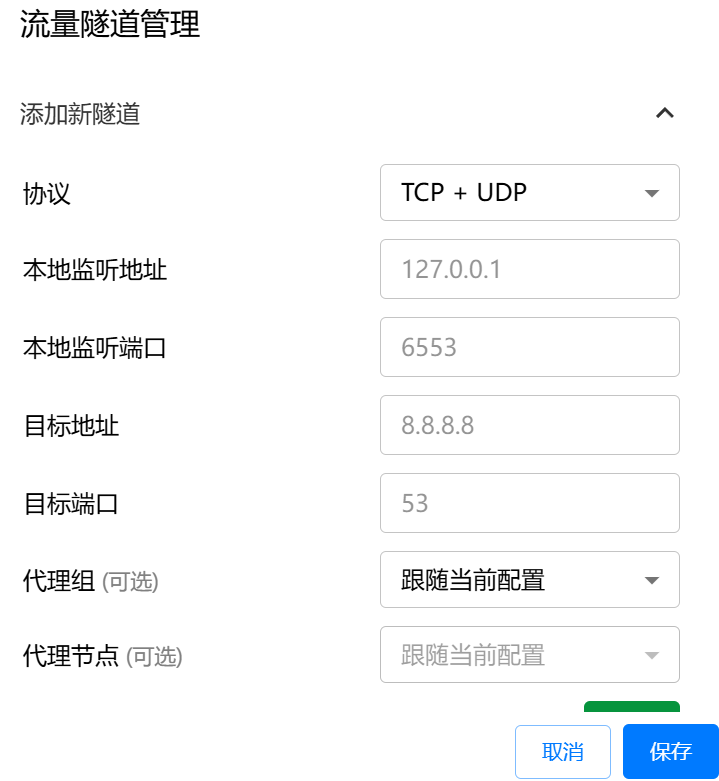 流量隧道管理
添加新隧道
协议 TCP + UDP
本地监听地址 127.0.0.1
本地监听端口 6553
目标地址 8.8.8.8
目标端口 53
代理组 (可选) 跟随当前配置
代理节点 (可选) 跟随当前配置
取消 保存